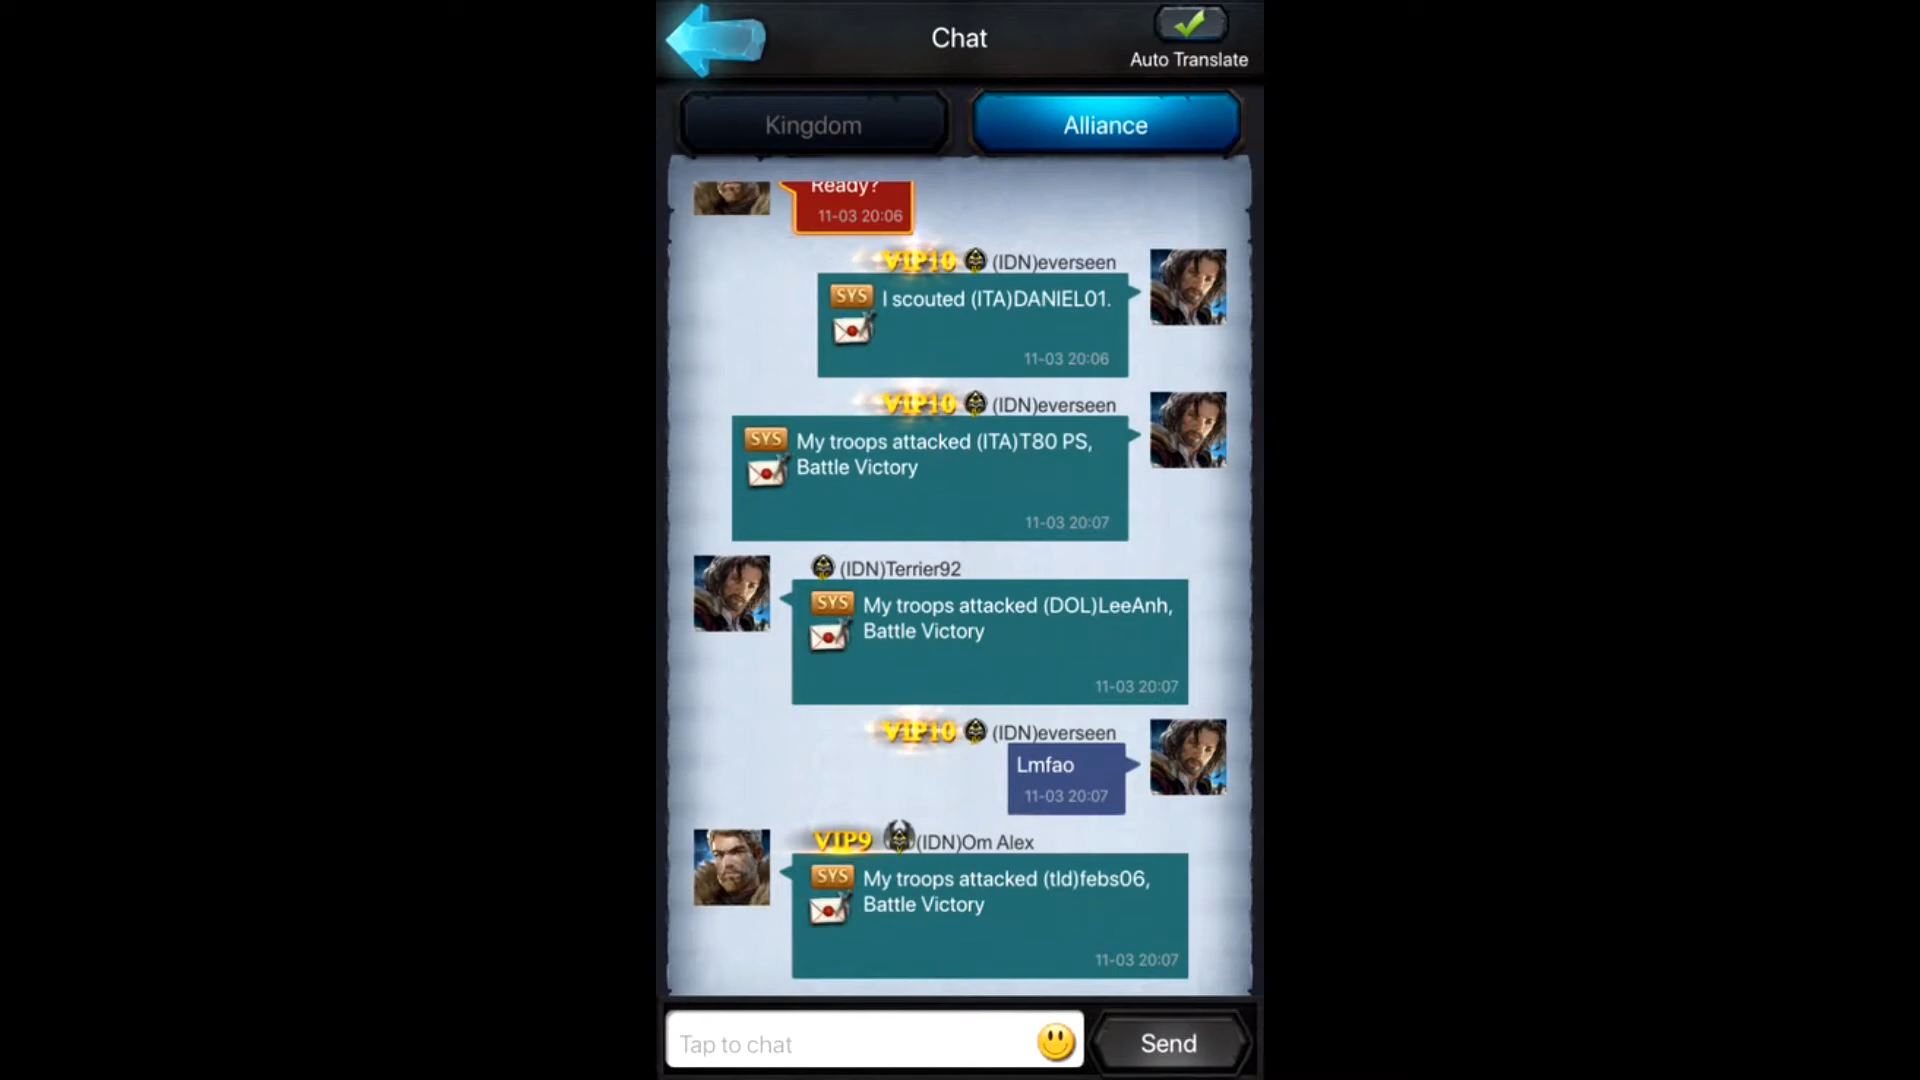 Chat
Auto Translate
Kingdom
Alliance
Ready?
11-03 20:06
VIP10 (IDN)everseen
SYS I scouted (ITA)DANIEL01.
11-03 20:06
VIP10 (IDN)everseen
SYS My troops attacked (ITA)T80 PS,
Battle Victory
11-03 20:07
(IDN)Terrier92
SYS My troops attacked (DOL)LeeAnh,
Battle Victory
11-03 20:07
VIP10 (IDN)everseen
Lmfao
11-03 20:07
VIP9 (IDN)Om Alex
SYS My troops attacked (tld)febs06,
Battle Victory
11-03 20:07
Tap to chat
Send